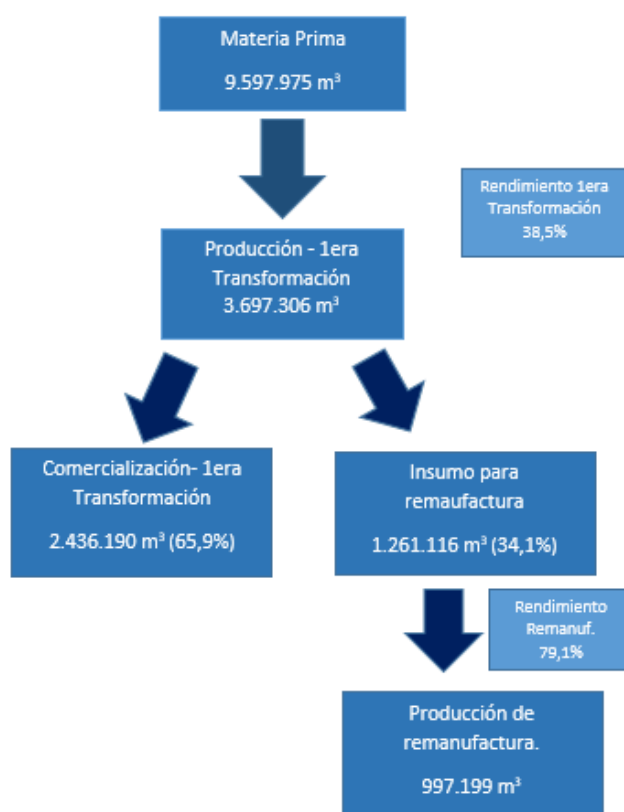 Materia Prima
9.597.975 m³
Rendimiento 1era
Transformación
38,5%
Producción - 1era
Transformación
3.697.306 m³
Comercialización- 1era
Transformación
2.436.190 m³ (65,9%)
Insumo para
remaufactura
1.261.116 m³ (34,1%)
Rendimiento
Remanuf.
79,1%
Producción de
remanufactura.
997.199 m³